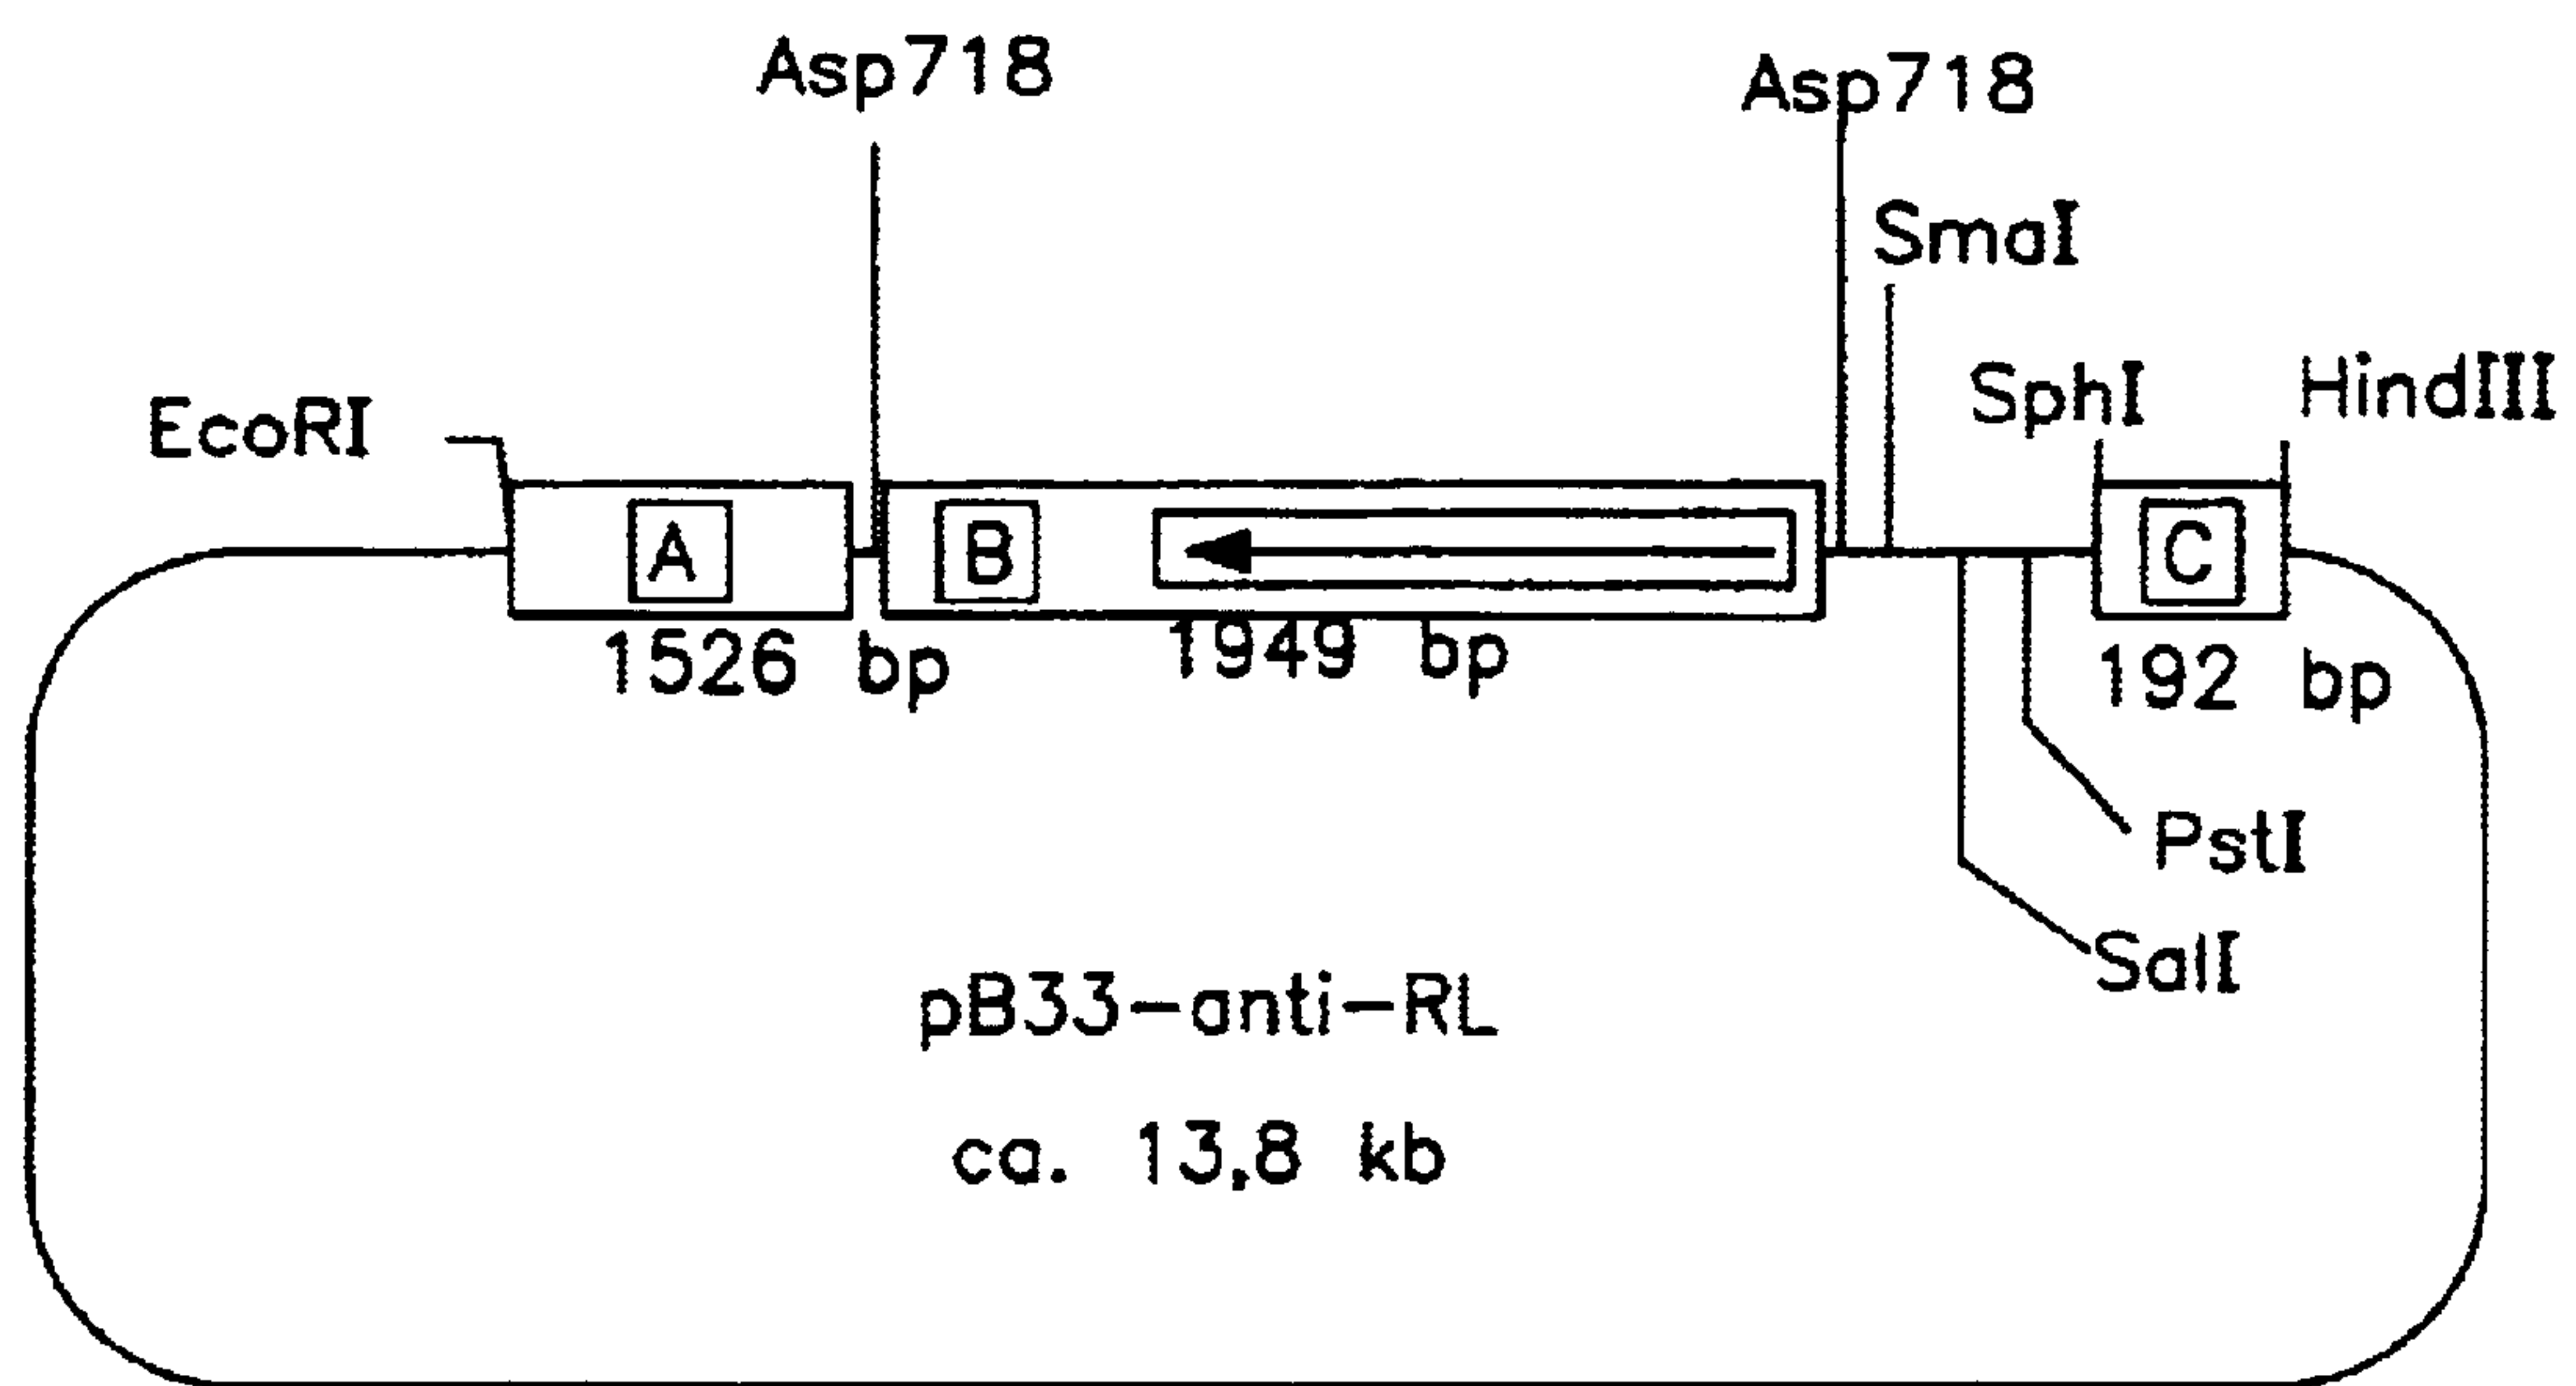 Asp718
Asp718
SmaI
SphI
HindIII
EcoRI
A
B
C
1526 bp
1949 bp
192 bp
PstI
SalI
pB33-anti-RL
ca. 13,8 kb